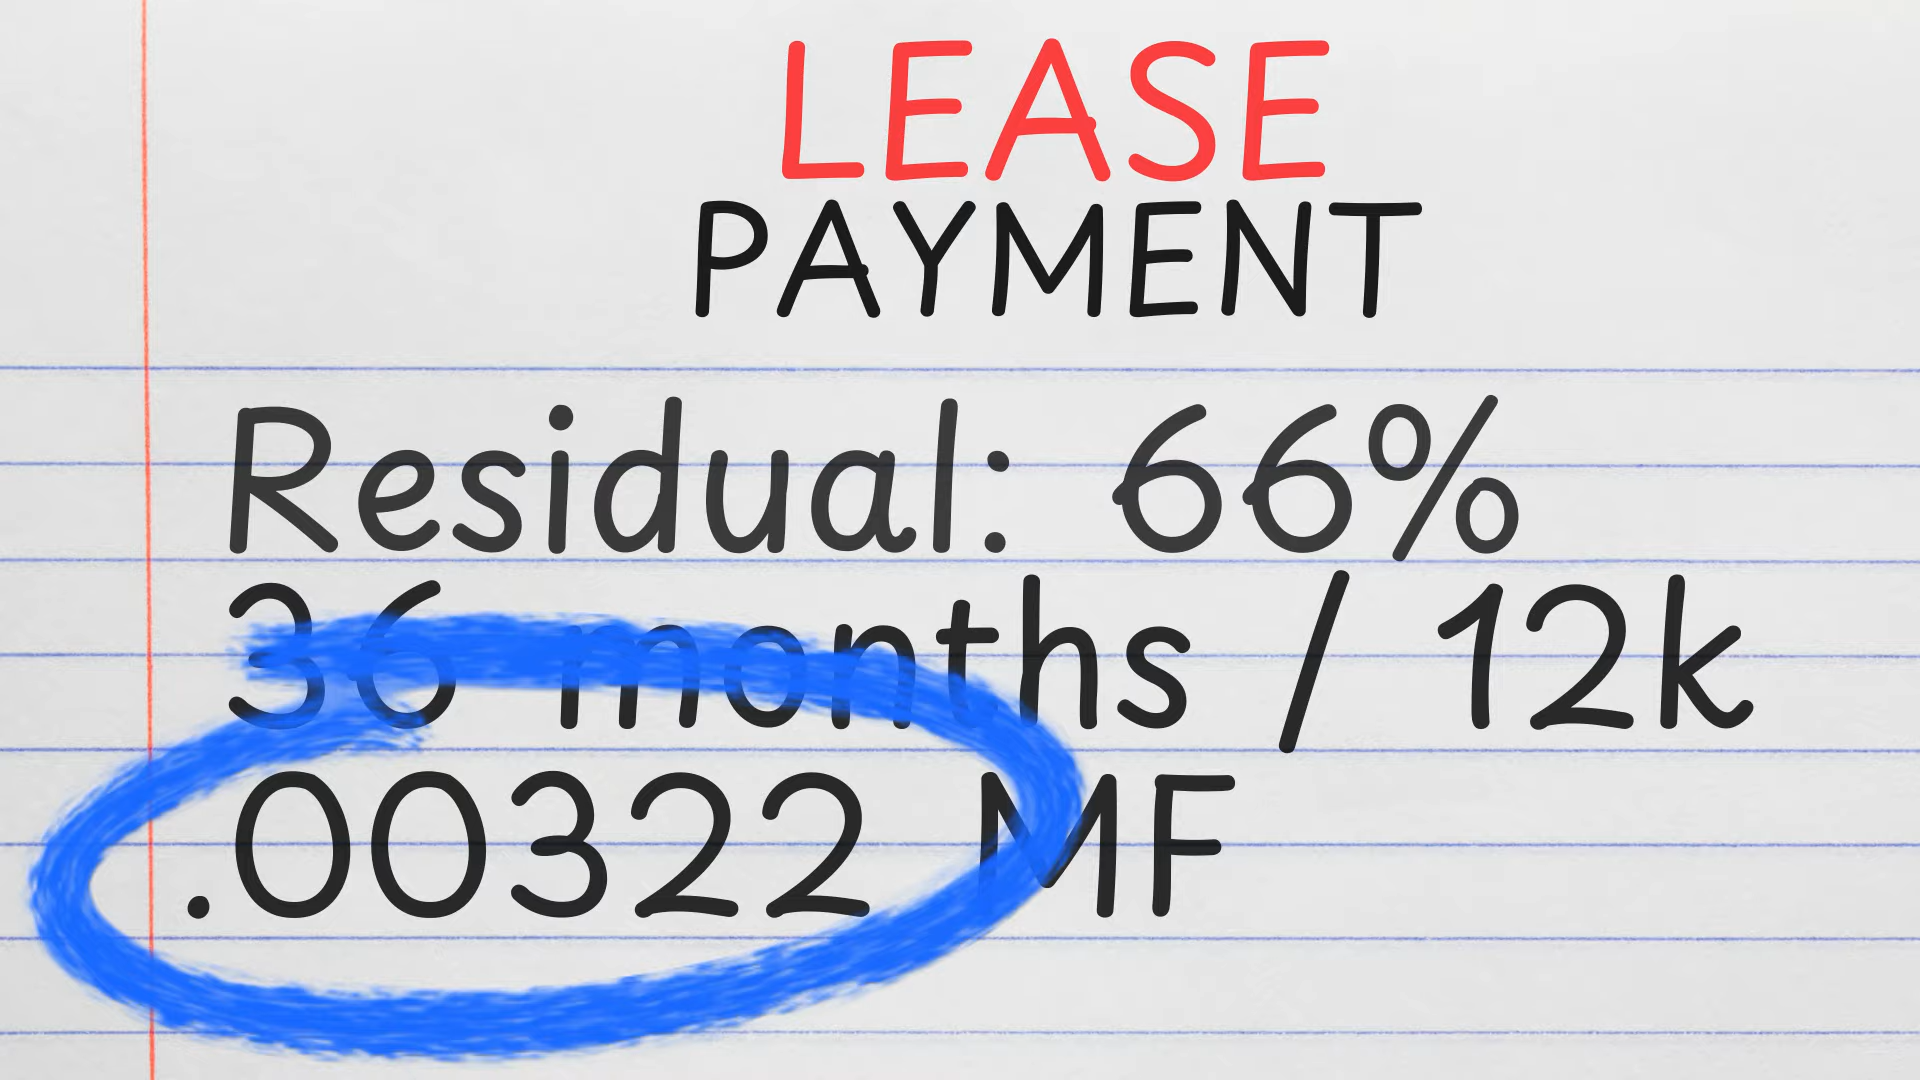 LEASE
PAYMENT
Residual: 66%
36 months / 12k
.00322 MF